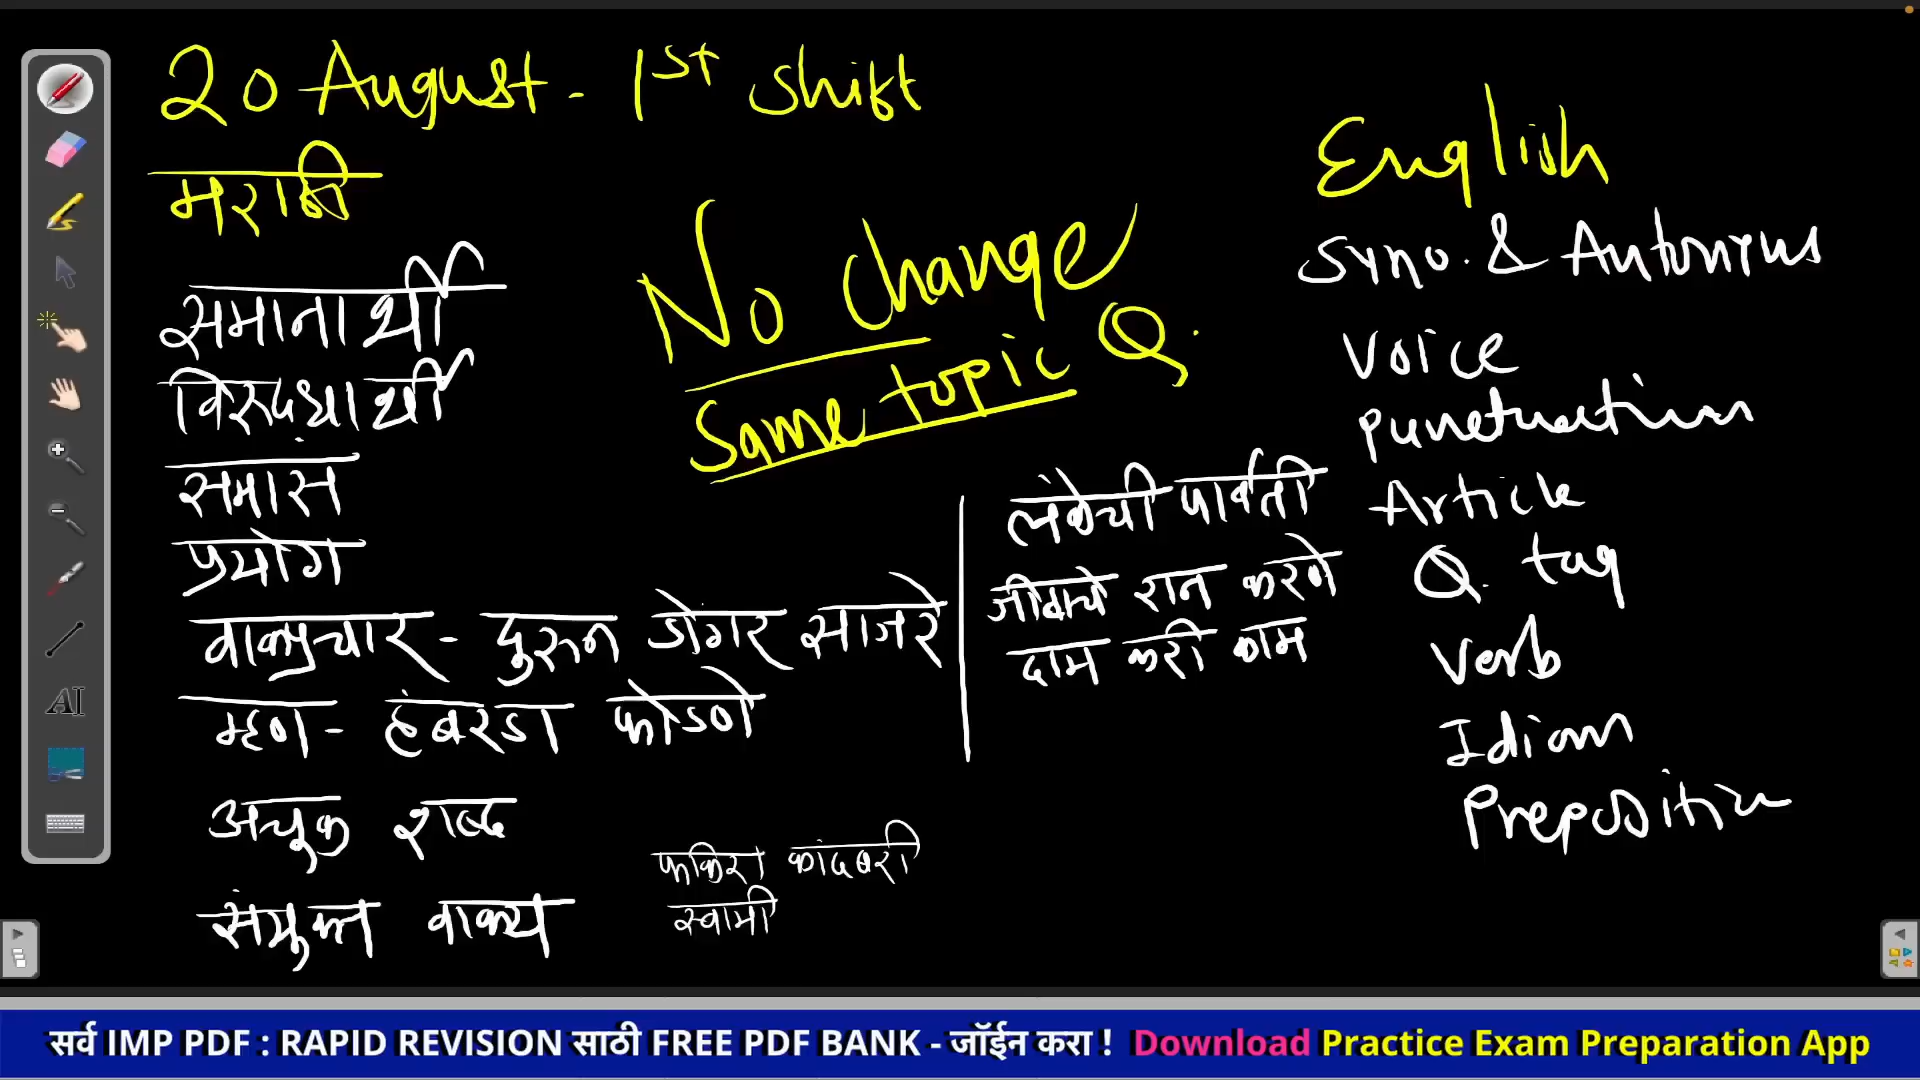 20 August - 1st shift
मराठी
समानार्थी
विरुद्धार्थी
समास
प्रयोग
वाक्प्रचार - दुरून डोंगर साजरे
म्हण - हंबरडा फोडणे
अचूक शब्द
संयुक्त वाक्य
फकिरा कादंबरी
स्वामी
No change
Same topic Q.
लंकेची पार्वती
जीवाचे रान करणे
दाम करी काम
English
Syno. & Antonyms
Voice
Punctuation
Article
Q. tag
Verb
Idiom
Preposition
AI
सर्व IMP PDF : RAPID REVISION साठी FREE PDF BANK - जॉईन करा ! Download Practice Exam Preparation App